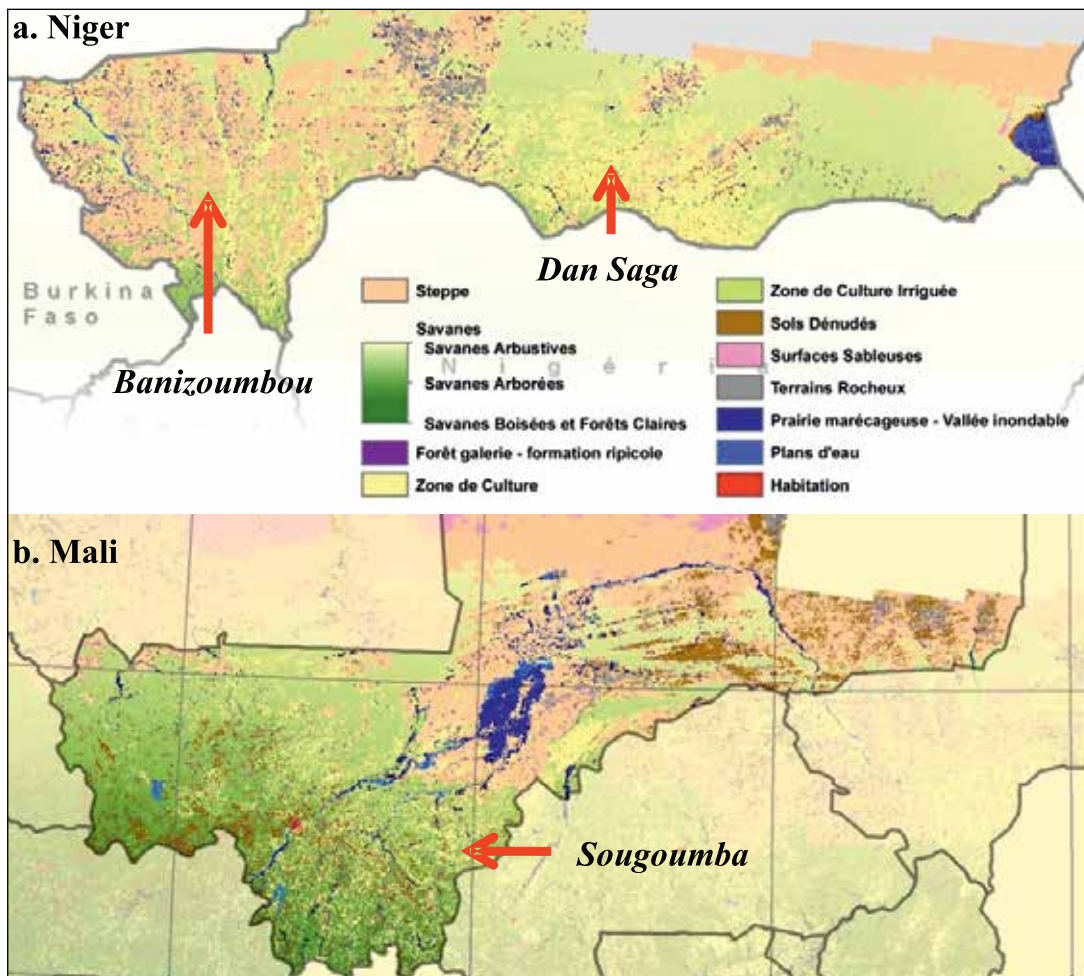 a. Niger
Burkina
Faso
Banizoumbou
Dan Saga
Nigéria
Steppe
Savanes
Savanes Arbustives
Savanes Arborées
Savanes Boisées et Forêts Claires
Forêt galerie - formation ripicole
Zone de Culture
Zone de Culture Irriguée
Sols Dénudés
Surfaces Sableuses
Terrains Rocheux
Prairie marécageuse - Vallée inondable
Plans d'eau
Habitation
b. Mali
Sougoumba